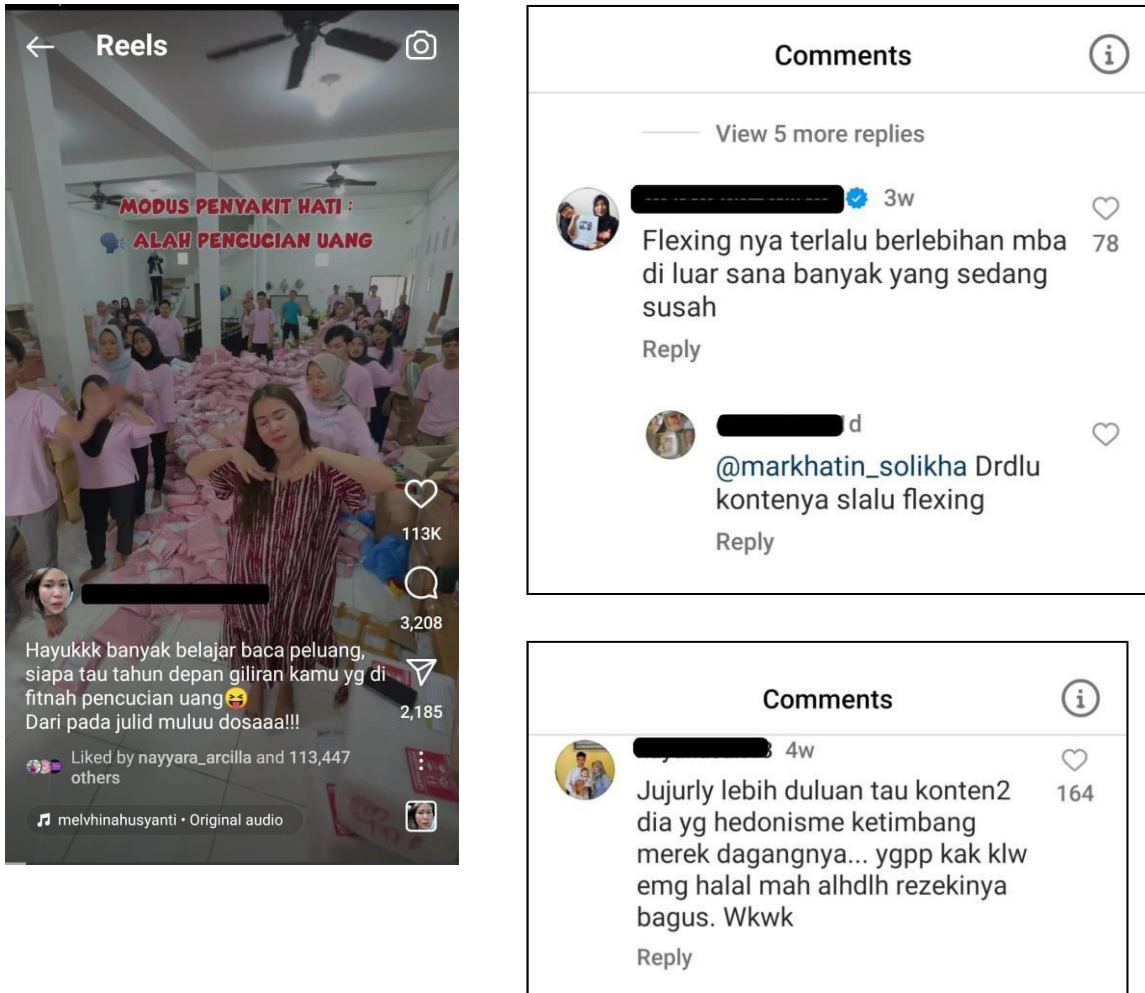 Reels
MODUS PENYAKIT HATI :
ALAH PENCUCIAN UANG
113K
3,208
Hayukkk banyak belajar baca peluang,
siapa tau tahun depan giliran kamu yg di
fitnah pencucian uang😝
Dari pada julid muluu dosaaa!!!
2,185
Liked by nayyara_arcilla and 113,447
others
melvhinahusyanti • Original audio
Comments
View 5 more replies
3w
Flexing nya terlalu berlebihan mba
di luar sana banyak yang sedang
susah
78
Reply
d
@markhatin_solikha Drdlu
kontenya slalu flexing
Reply
Comments
4w
Jujurly lebih duluan tau konten2
dia yg hedonisme ketimbang
merek dagangnya... ygpp kak klw
emg halal mah alhdlh rezekinya
bagus. Wkwk
164
Reply